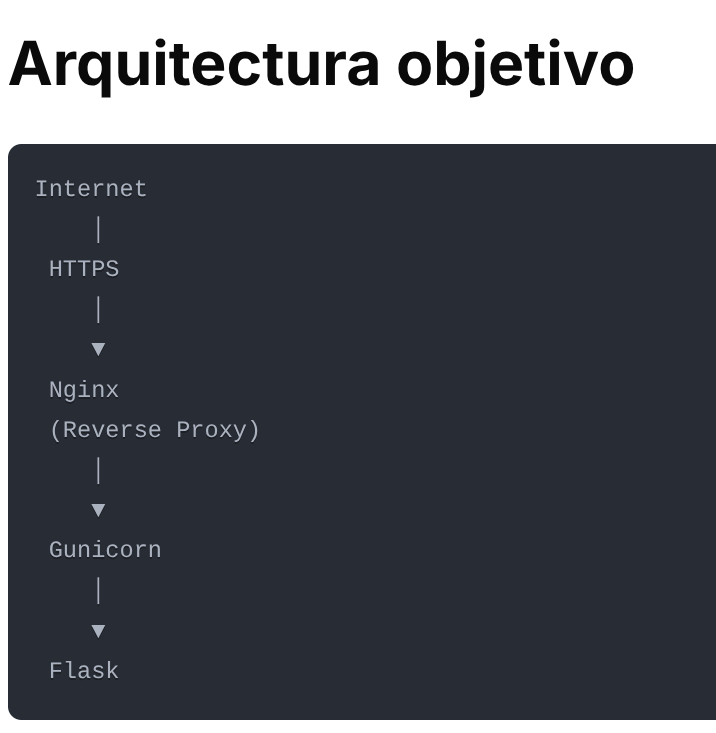 Arquitectura objetivo
Internet
│
HTTPS
│
▼
Nginx
(Reverse Proxy)
│
▼
Gunicorn
│
▼
Flask